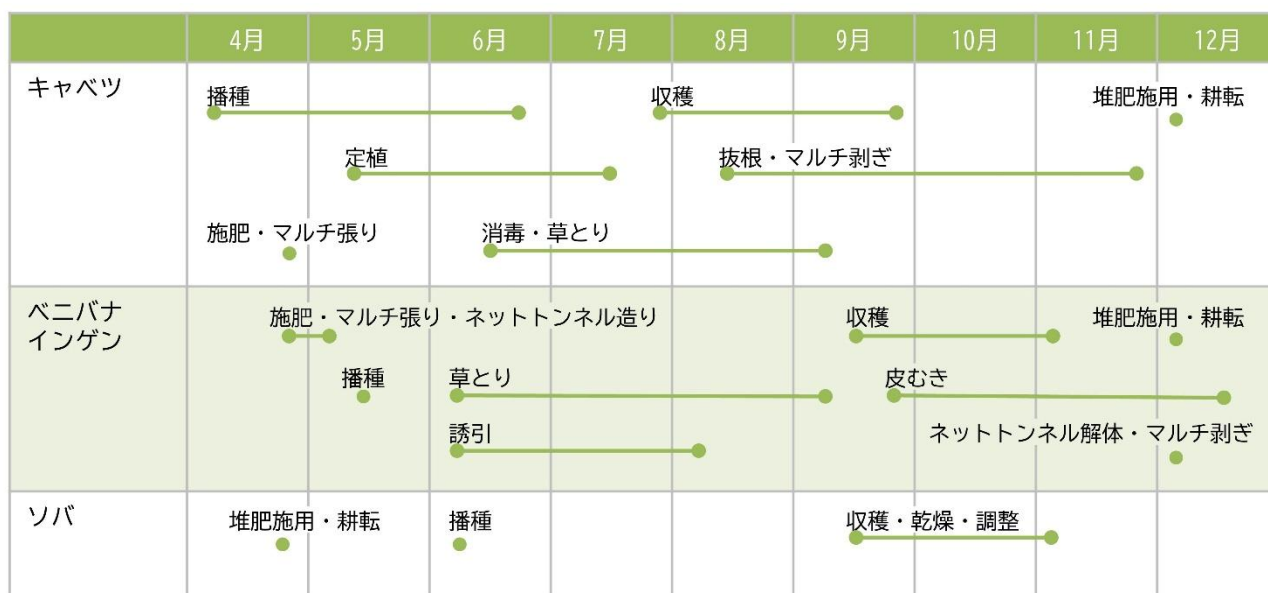 4月 5月 6月 7月 8月 9月 10月 11月 12月
キャベツ
播種 収穫 堆肥施用・耕転
定植 抜根・マルチ剥ぎ
施肥・マルチ張り 消毒・草とり
ベニバナ
インゲン
施肥・マルチ張り・ネットトンネル造り 収穫 堆肥施用・耕転
播種 草とり 皮むき
誘引 ネットトンネル解体・マルチ剥ぎ
ソバ
堆肥施用・耕転 播種 収穫・乾燥・調整